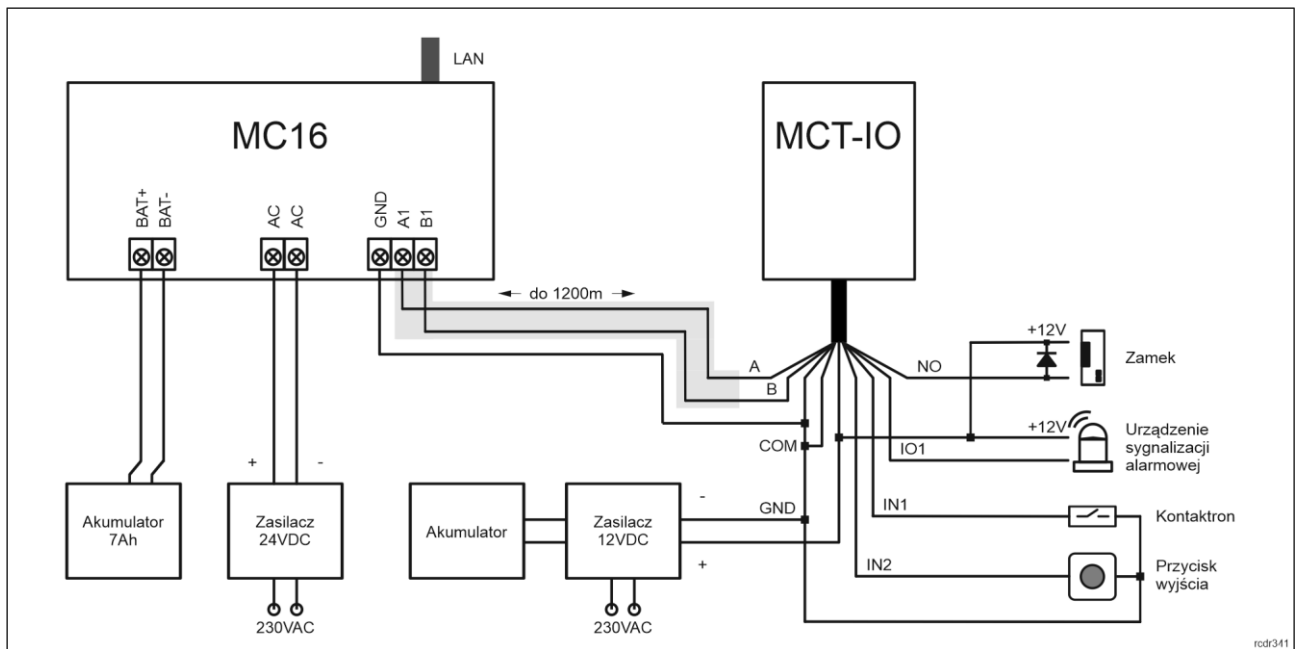 LAN
MC16
MCT-IO
BAT+
BAT-
AC
AC
GND
A1
B1
← do 1200m →
A
B
COM
GND
NO
IO1
IN1
IN2
+12V
Zamek
+12V
Urządzenie
sygnalizacji
alarmowej
Kontaktron
Przycisk
wyjścia
+
-
Akumulator
7Ah
Zasilacz
24VDC
230VAC
Akumulator
Zasilacz
12VDC
-
+
230VAC
rcdr341